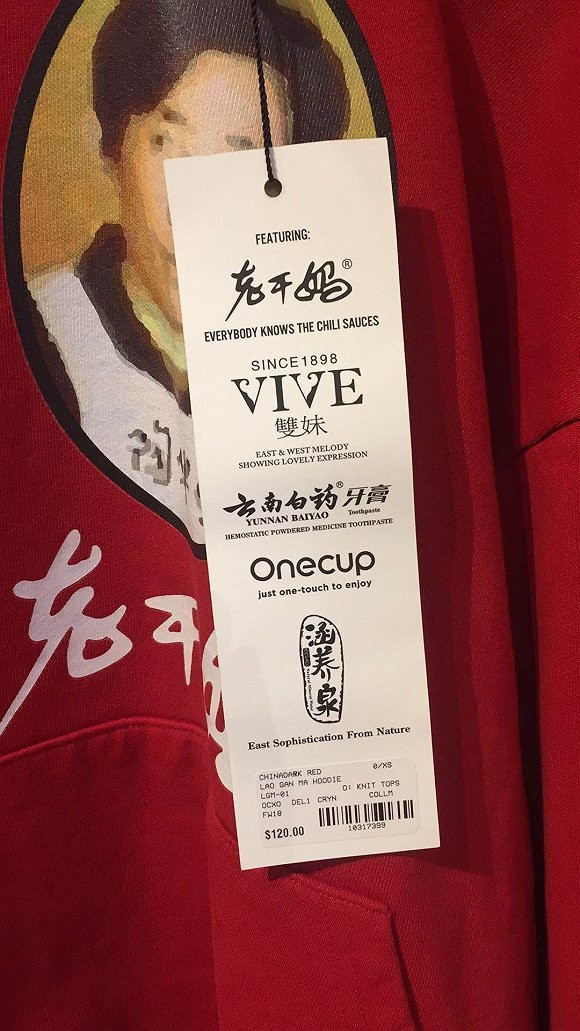 FEATURING:
老干妈®
EVERYBODY KNOWS THE CHILI SAUCES
SINCE1898
VIVE
雙妹
EAST & WEST MELODY
SHOWING LOVELY EXPRESSION
云南白药® 牙膏
YUNNAN BAIYAO Toothpaste
HEMOSTATIC POWDERED MEDICINE TOOTHPASTE
Onecup
just one-touch to enjoy
涵养泉
East Sophistication From Nature
CHINADARK RED 0/XS
LAO GAN MA HOODIE
LGM-01 D: KNIT TOPS
OCXO DEL1 CRYN COLLM
FW18
$120.00 10317399
陶
老干